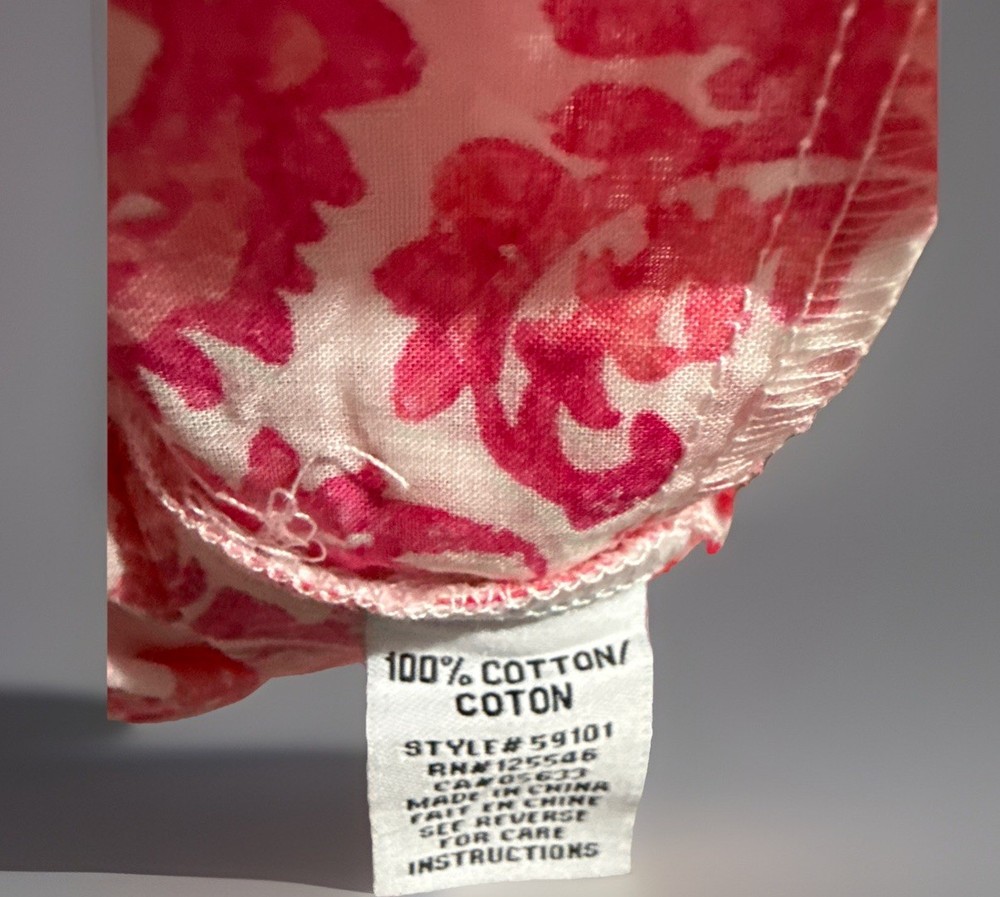 100% COTTON/
COTON
STYLE# 59101
RN# 125546
CA# 05633
MADE IN CHINA
FAIT EN CHINE
SEE REVERSE
FOR CARE
INSTRUCTIONS